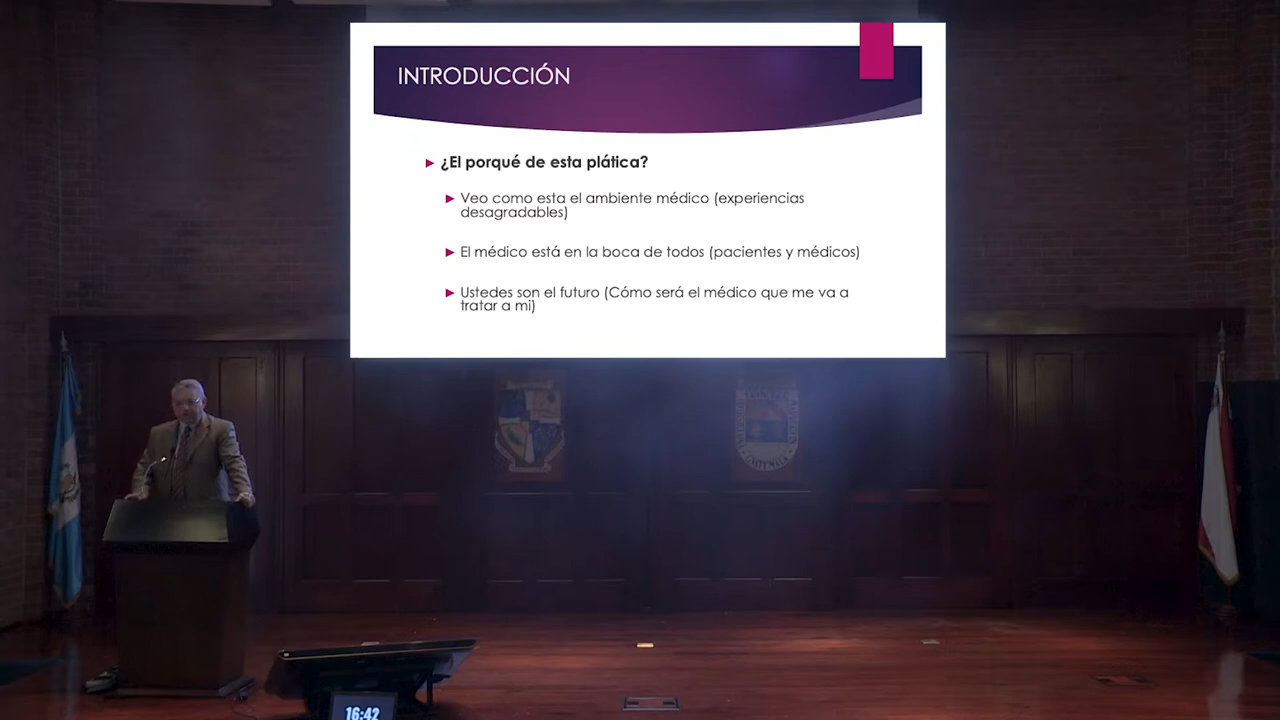 INTRODUCCIÓN
¿El porqué de esta plática?
Veo como esta el ambiente médico (experiencias
desagradables)
El médico está en la boca de todos (pacientes y médicos)
Ustedes son el futuro (Cómo será el médico que me va a
tratar a mi)
16:42